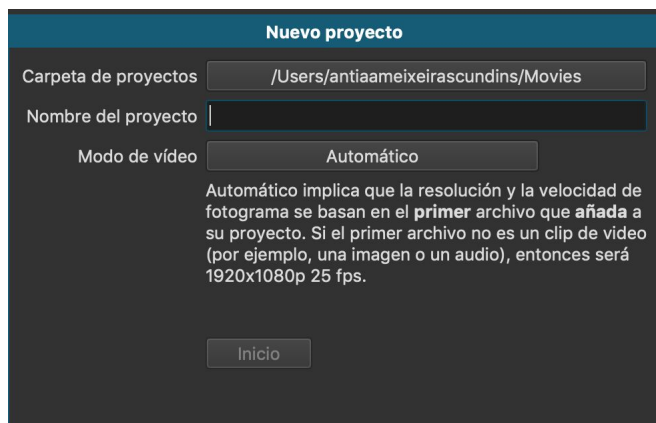 Nuevo proyecto
Carpeta de proyectos /Users/antiaameixeirascundins/Movies
Nombre del proyecto
Modo de vídeo Automático
Automático implica que la resolución y la velocidad de
fotograma se basan en el primer archivo que añada a
su proyecto. Si el primer archivo no es un clip de video
(por ejemplo, una imagen o un audio), entonces será
1920x1080p 25 fps.
Inicio